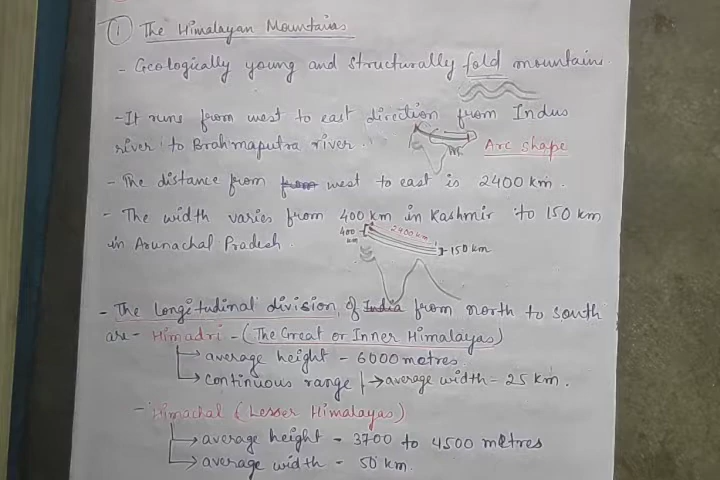 ① The Himalayan Mountains
- Geologically young and structurally fold mountains.
- It runs from west to east direction from Indus
river to Brahmaputra river.
Arc shape
- The distance from from west to east is 2400 km.
- The width varies from 400 km in Kashmir to 150 km
in Arunachal Pradesh.
400 km
2400 km
150 km
- The Longitudinal division of India from north to south
are - Himadri - (The Great or Inner Himalayas)
→ average height - 6000 metres
→ continuous range → average width = 25 km.
- Himachal (Lesser Himalayas)
→ average height - 3700 to 4500 metres
→ average width - 50 km.